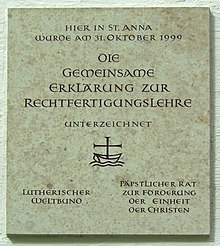 HIER IN ST. ANNA
WURDE AM 31. OKTOBER 1999
DIE
GEMEINSAME
ERKLÄRUNG ZUR
RECHTFERTIGUNGSLEHRE
UNTERZEICHNET
LUTHERISCHER
WELTBUND
PÄPSTLICHER RAT
ZUR FÖRDERUNG
DER EINHEIT
DER CHRISTEN